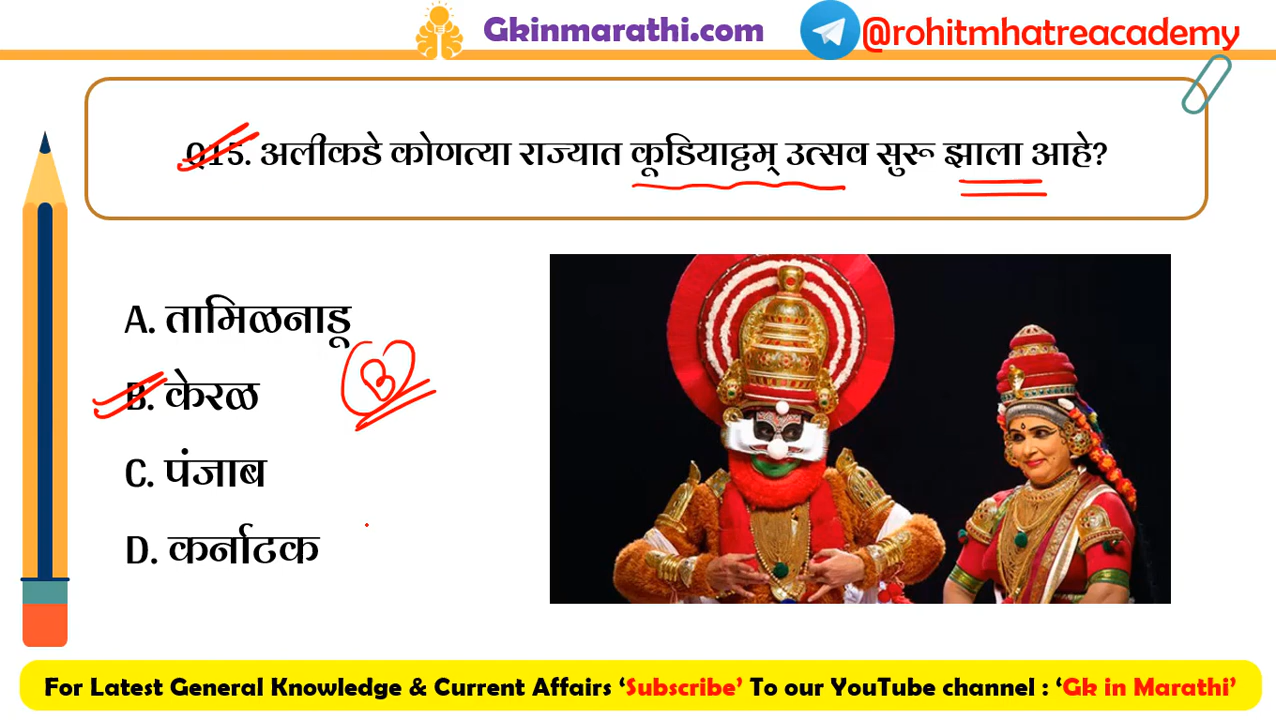 Gkinmarathi.com
@rohitmhatreacademy
Q15. अलीकडे कोणत्या राज्यात कूडियाट्टम् उत्सव सुरू झाला आहे?
A. तामिळनाडू
B. केरळ
B
C. पंजाब
D. कर्नाटक
For Latest General Knowledge & Current Affairs ‘Subscribe’ To our YouTube channel : ‘Gk in Marathi’